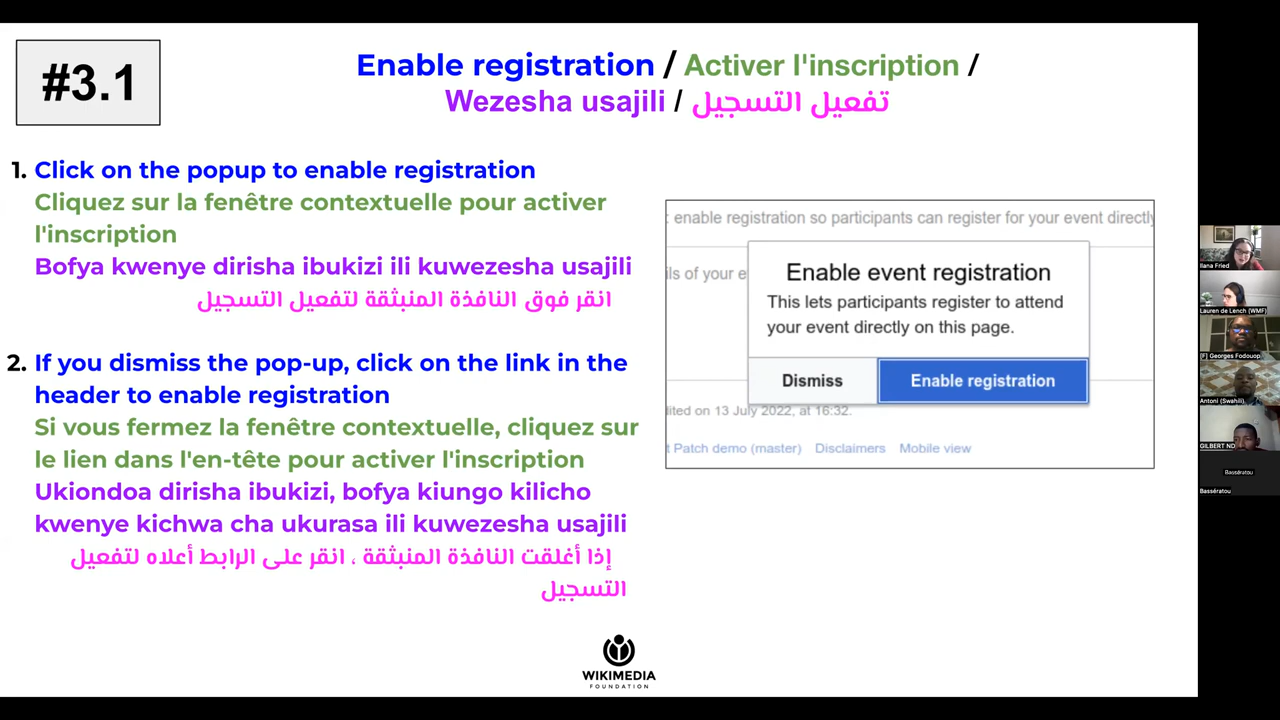 #3.1
Enable registration / Activer l'inscription /
Wezesha usajili / تفعيل التسجيل
1. Click on the popup to enable registration
Cliquez sur la fenêtre contextuelle pour activer
l'inscription
Bofya kwenye dirisha ibukizi ili kuwezesha usajili
انقر فوق النافذة المنبثقة لتفعيل التسجيل
2. If you dismiss the pop-up, click on the link in the
header to enable registration
Si vous fermez la fenêtre contextuelle, cliquez sur
le lien dans l'en-tête pour activer l'inscription
Ukiondoa dirisha ibukizi, bofya kiungo kilicho
kwenye kichwa cha ukurasa ili kuwezesha usajili
إذا أغلقت النافذة المنبثقة ، انقر على الرابط أعلاه لتفعيل
التسجيل
: enable registration so participants can register for your event directly
ils of your e
Enable event registration
This lets participants register to attend
your event directly on this page.
Dismiss
Enable registration
dited on 13 July 2022, at 16:32.
t Patch demo (master) Disclaimers Mobile view
WIKIMEDIA
FOUNDATION
Ilana Fried
Lauren de Lench (WMF)
[F] Georges Fodouop
Antoni (Swahili)
GILBERT ND
Bassératou
Bassératou